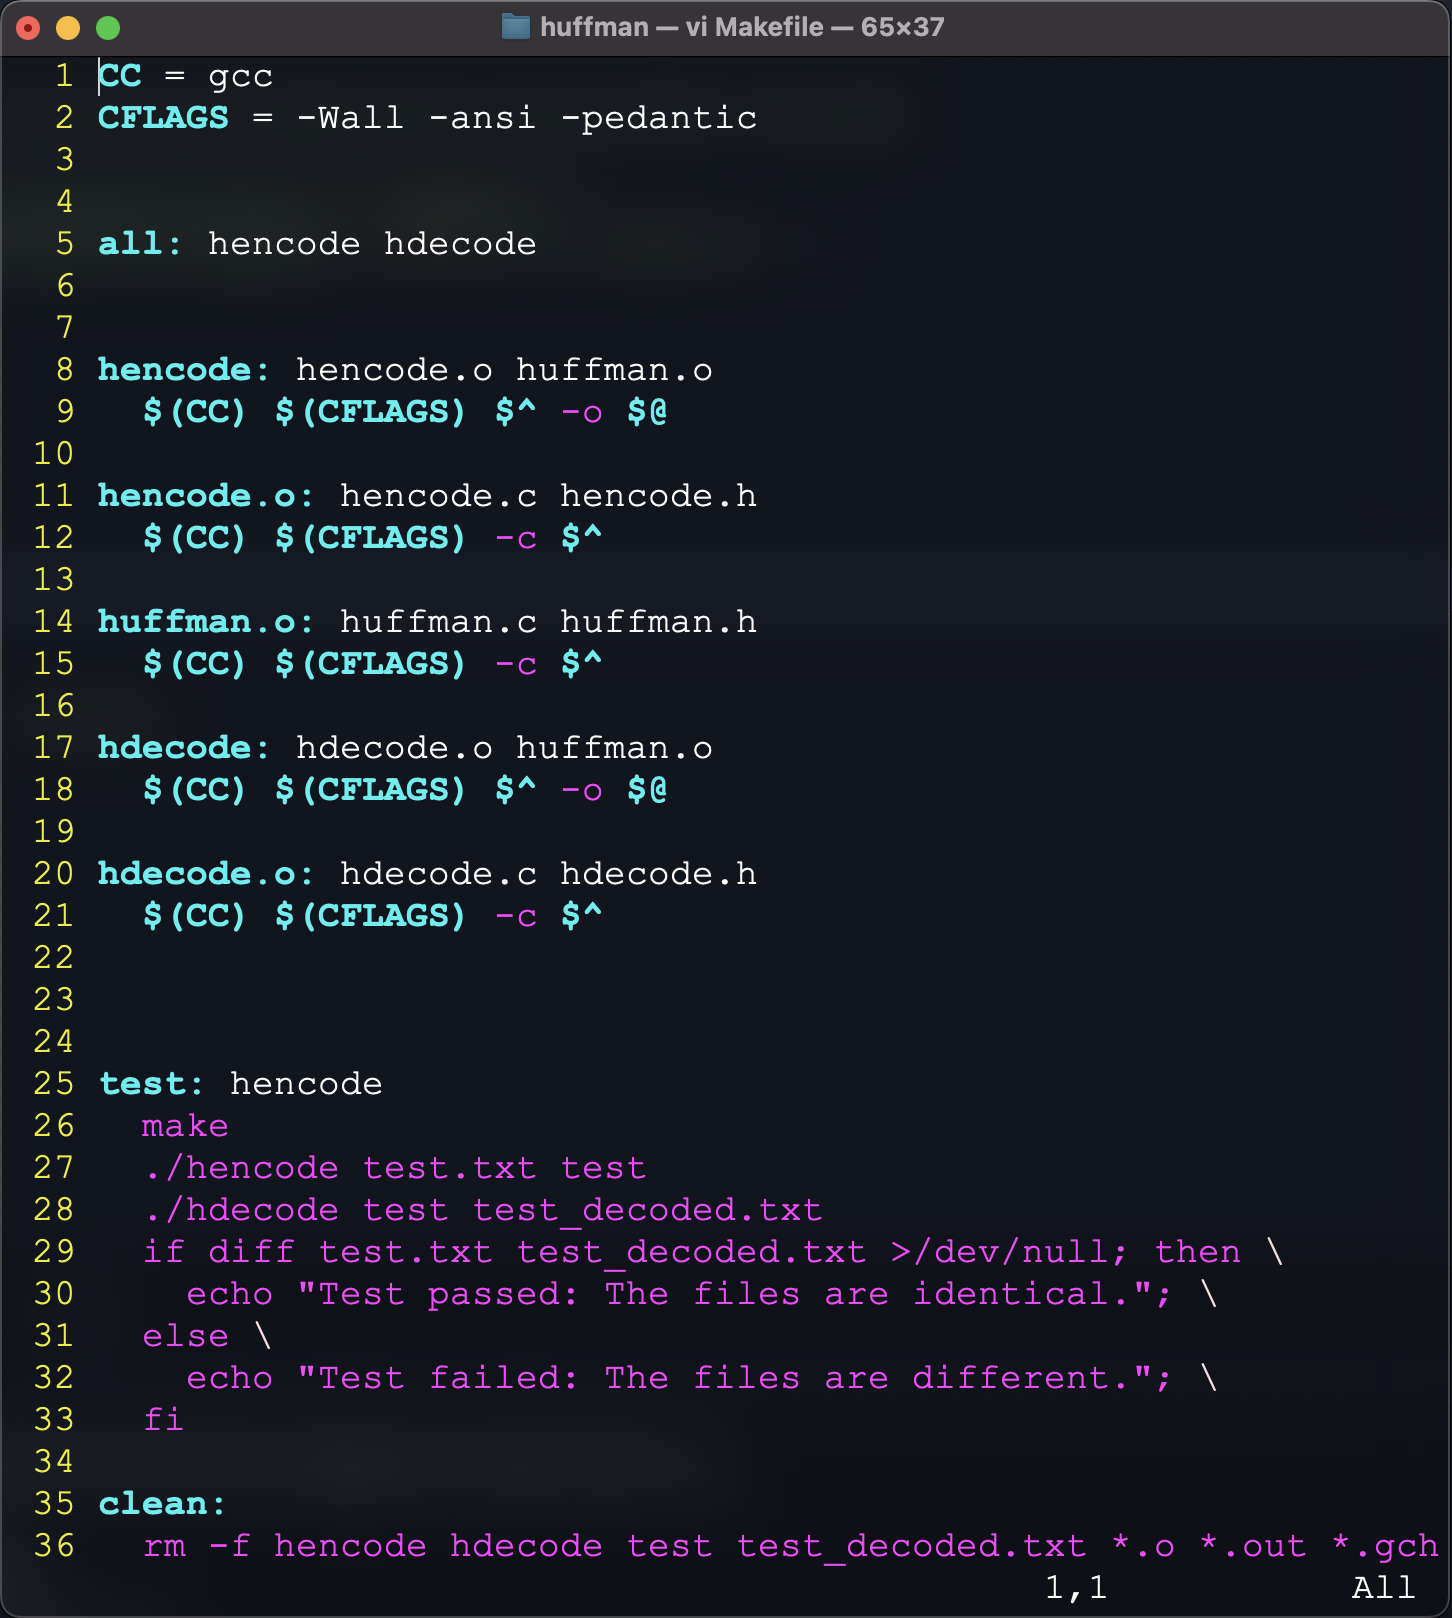 huffman — vi Makefile — 65×37
1 CC = gcc
2 CFLAGS = -Wall -ansi -pedantic
3
4
5 all: hencode hdecode
6
7
8 hencode: hencode.o huffman.o
9   $(CC) $(CFLAGS) $^ -o $@
10
11 hencode.o: hencode.c hencode.h
12   $(CC) $(CFLAGS) -c $^
13
14 huffman.o: huffman.c huffman.h
15   $(CC) $(CFLAGS) -c $^
16
17 hdecode: hdecode.o huffman.o
18   $(CC) $(CFLAGS) $^ -o $@
19
20 hdecode.o: hdecode.c hdecode.h
21   $(CC) $(CFLAGS) -c $^
22
23
24
25 test: hencode
26   make
27   ./hencode test.txt test
28   ./hdecode test test_decoded.txt
29   if diff test.txt test_decoded.txt >/dev/null; then \
30     echo "Test passed: The files are identical."; \
31   else \
32     echo "Test failed: The files are different."; \
33   fi
34
35 clean:
36   rm -f hencode hdecode test test_decoded.txt *.o *.out *.gch
1,1 All